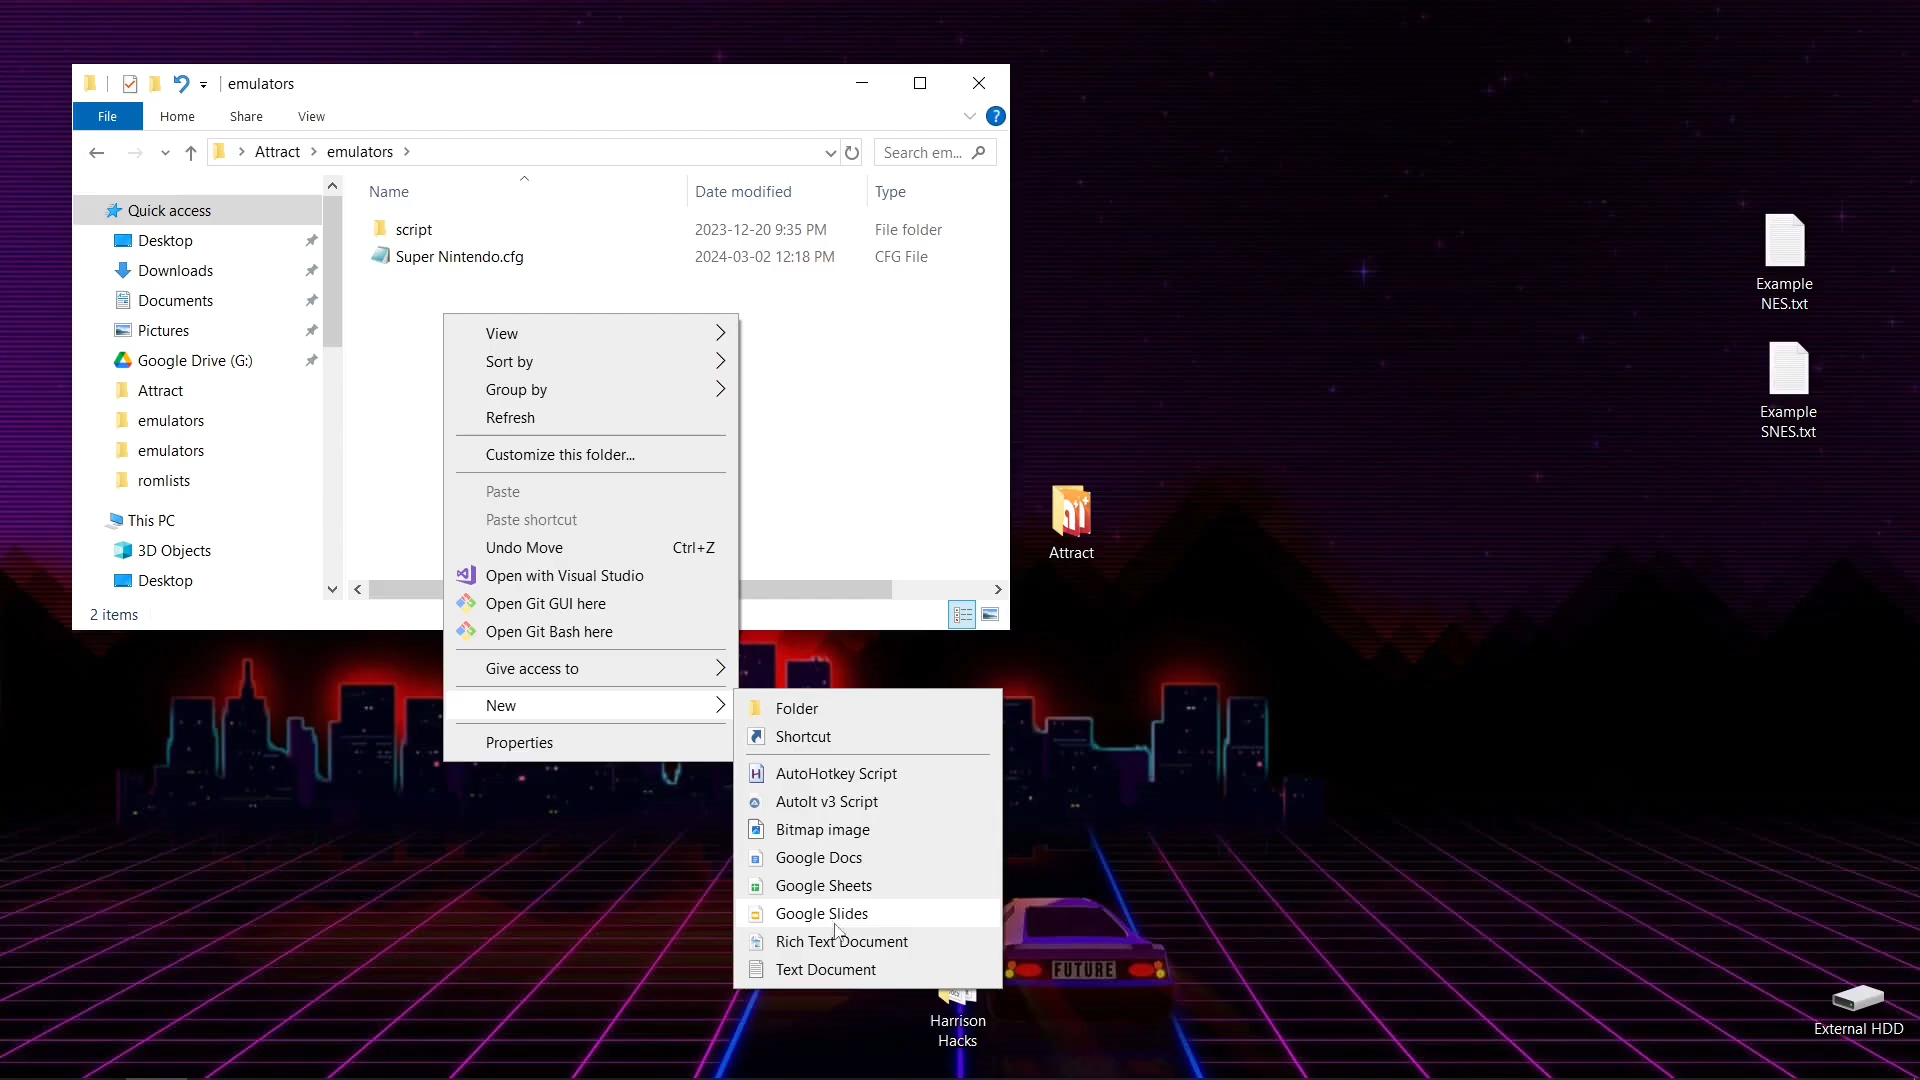 emulators
File
Home
Share
View
?
Attract
emulators
Search em...
Name
Date modified
Type
Quick access
script
2023-12-20 9:35 PM
File folder
Desktop
Super Nintendo.cfg
2024-03-02 12:18 PM
CFG File
Downloads
Documents
Pictures
Google Drive (G:)
Attract
emulators
emulators
romlists
This PC
3D Objects
Desktop
2 items
View
Sort by
Group by
Refresh
Customize this folder...
Paste
Paste shortcut
Undo Move
Ctrl+Z
Open with Visual Studio
Open Git GUI here
Open Git Bash here
Give access to
New
Properties
Folder
Shortcut
AutoHotkey Script
AutoIt v3 Script
Bitmap image
Google Docs
Google Sheets
Google Slides
Rich Text Document
Text Document
Example
NES.txt
Example
SNES.txt
Attract
FUTURE
Harrison
Hacks
External HDD